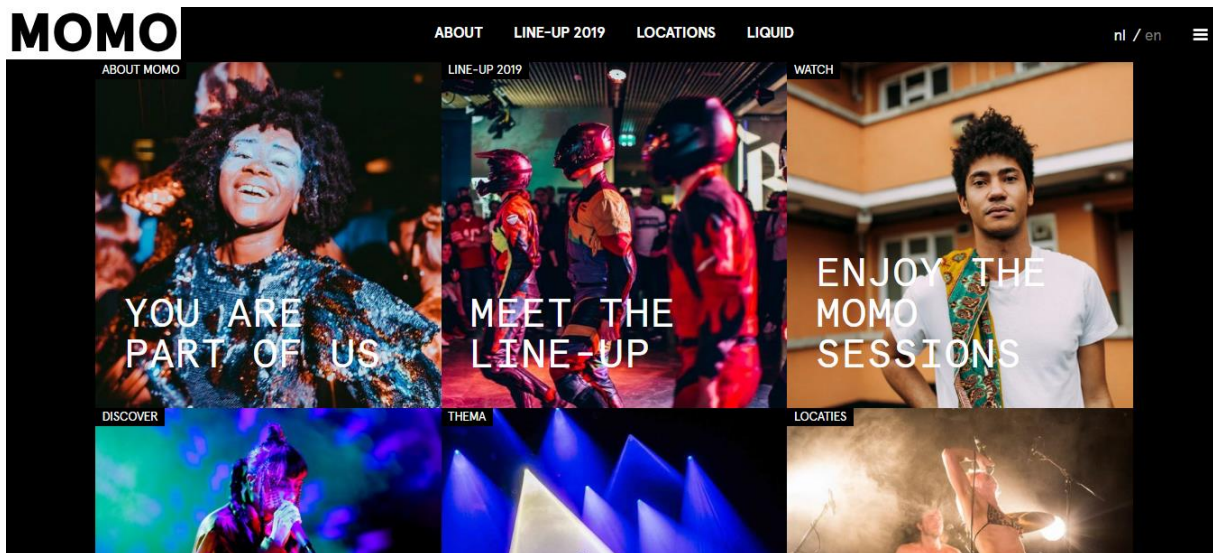 MOMO
ABOUT LINE-UP 2019 LOCATIONS LIQUID
nl / en
ABOUT MOMO
YOU ARE
PART OF US
LINE-UP 2019
MEET THE
LINE-UP
WATCH
ENJOY THE
MOMO
SESSIONS
DISCOVER
THEMA
LOCATIES